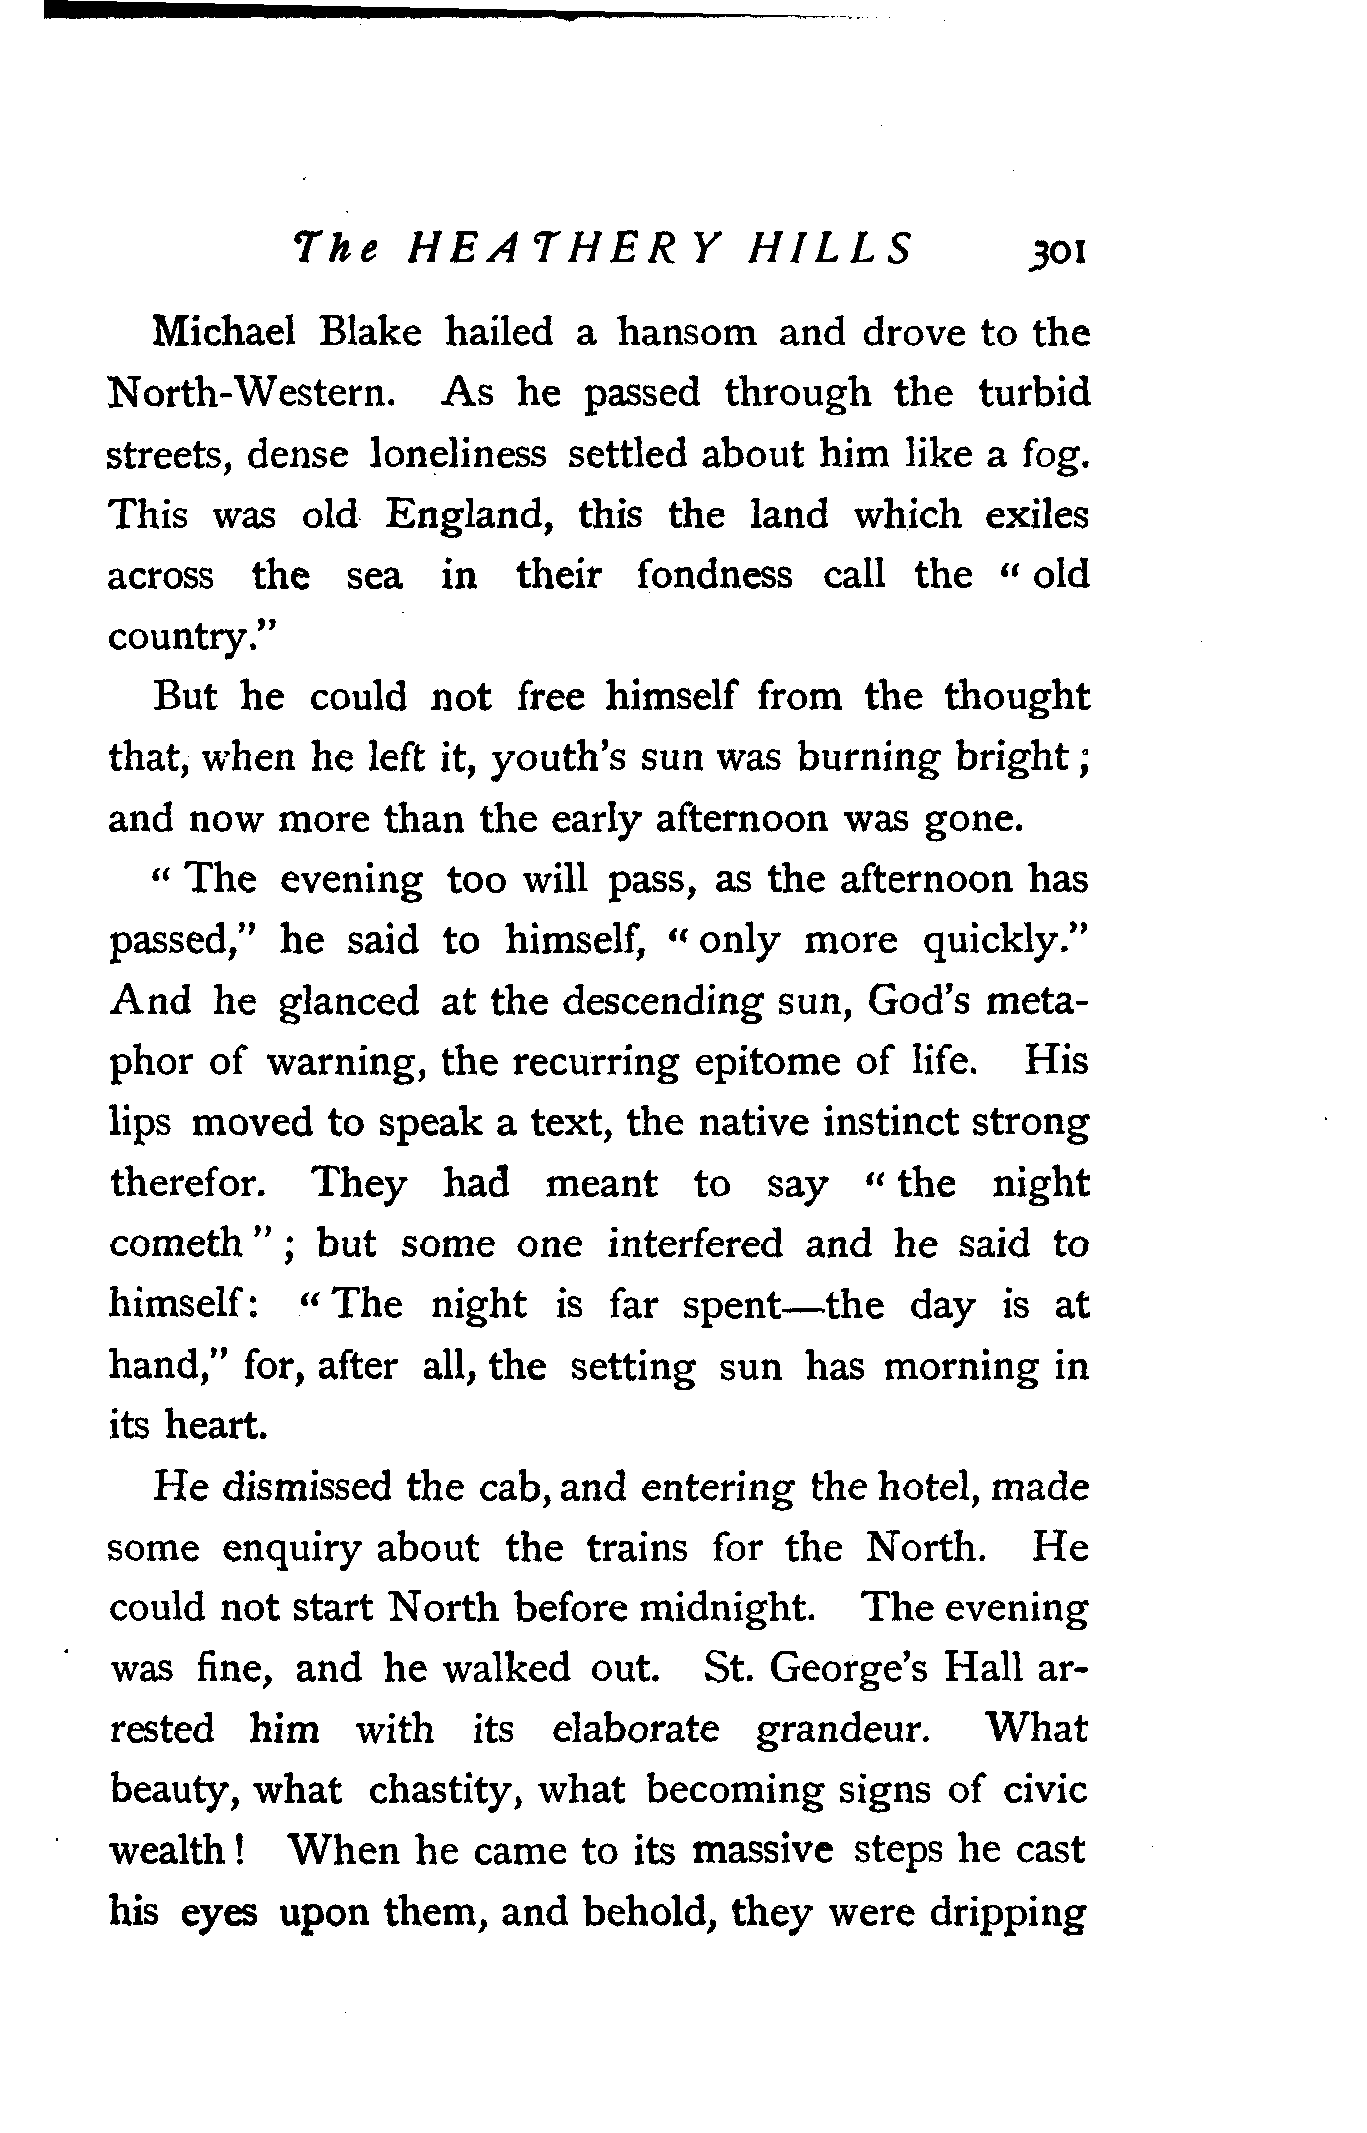 The HEATHERY HILLS 301
Michael Blake hailed a hansom and drove to the
North-Western. As he passed through the turbid
streets, dense loneliness settled about him like a fog.
This was old England, this the land which exiles
across the sea in their fondness call the " old
country."
But he could not free himself from the thought
that, when he left it, youth's sun was burning bright ;
and now more than the early afternoon was gone.
" The evening too will pass, as the afternoon has
passed," he said to himself, " only more quickly."
And he glanced at the descending sun, God's meta-
phor of warning, the recurring epitome of life. His
lips moved to speak a text, the native instinct strong
therefor. They had meant to say " the night
cometh " ; but some one interfered and he said to
himself: " The night is far spent—the day is at
hand," for, after all, the setting sun has morning in
its heart.
He dismissed the cab, and entering the hotel, made
some enquiry about the trains for the North. He
could not start North before midnight. The evening
was fine, and he walked out. St. George's Hall ar-
rested him with its elaborate grandeur. What
beauty, what chastity, what becoming signs of civic
wealth ! When he came to its massive steps he cast
his eyes upon them, and behold, they were dripping